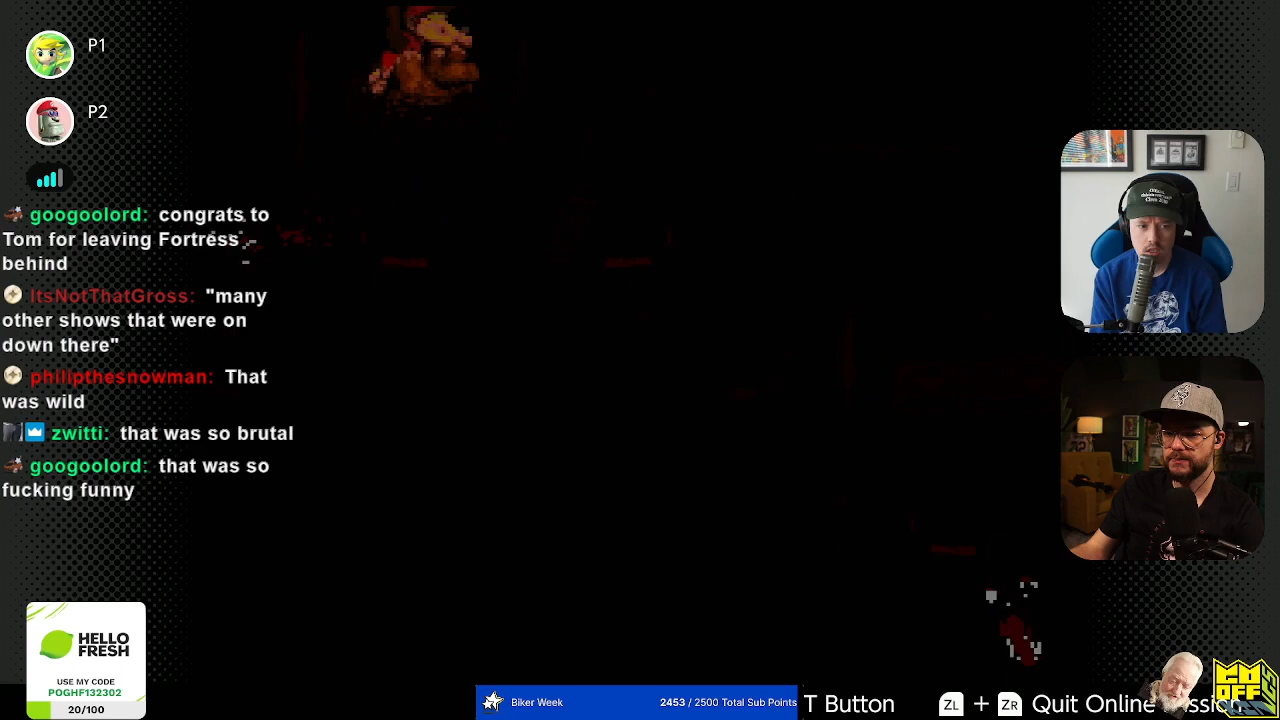 P1
P2
googoolord: congrats to
Tom for leaving Fortress
behind
ItsNotThatGross: "many
other shows that were on
down there"
philipthesnowman: That
was wild
zwitti: that was so brutal
googoolord: that was so
fucking funny
HELLO
FRESH
USE MY CODE
POGHF132302
20/100
Biker Week 2453 / 2500 Total Sub Points
T Button ZL + ZR Quit Online
GO
OFF